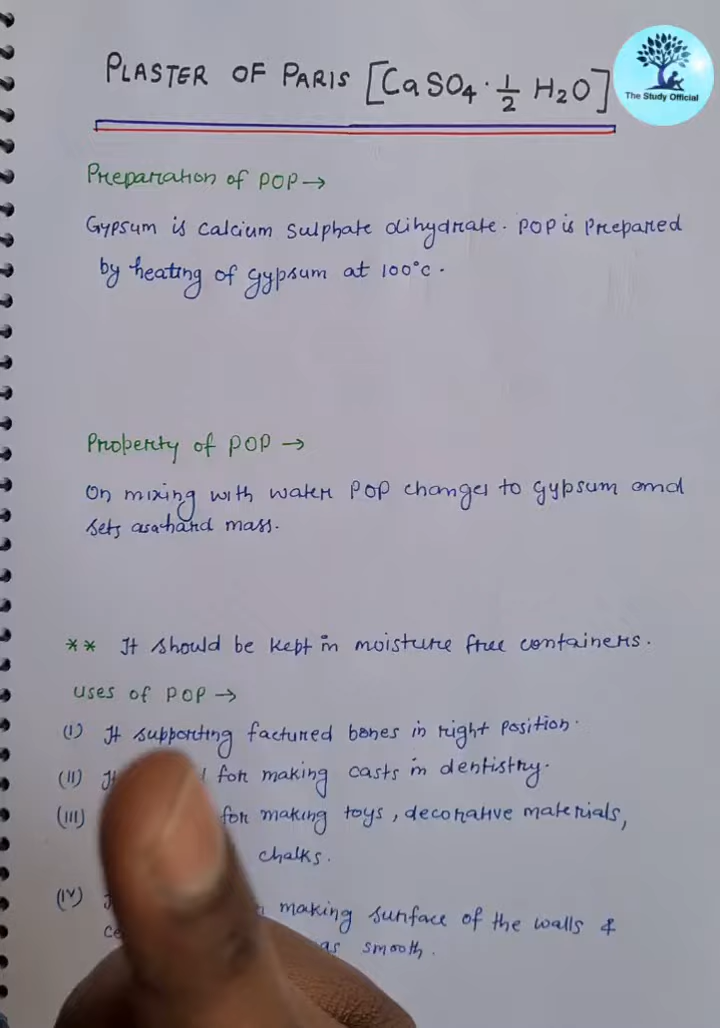 PLASTER OF PARIS [CaSO4 · 1/2 H2O]
The Study Official
Preparation of POP →
Gypsum is calcium sulphate dihydrate. POP is prepared
by heating of gypsum at 100°c.
Property of POP →
On mixing with water POP changes to gypsum and
sets as a hard mass.
** It should be kept in moisture free containers.
Uses of POP →
(I) It supporting factured bones in right position.
(II) for making casts in dentistry.
(III) for making toys, decorative materials,
chalks.
(IV) making surface of the walls &
as smooth.